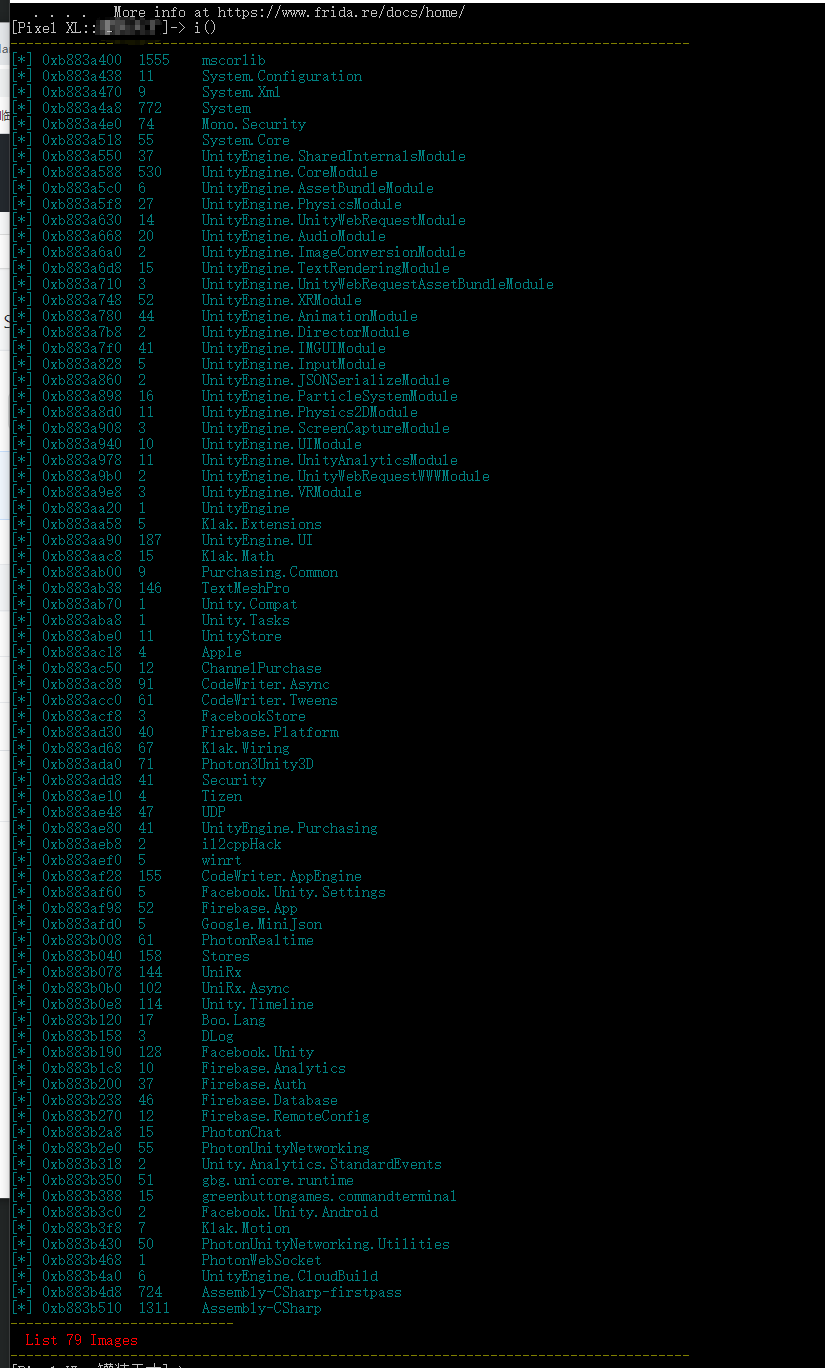 . . . . More info at https://www.frida.re/docs/home/
[Pixel XL:: ]-> i()
[*] 0xb883a400 1555 mscorlib
[*] 0xb883a438 11 System.Configuration
[*] 0xb883a470 9 System.Xml
[*] 0xb883a4a8 772 System
[*] 0xb883a4e0 74 Mono.Security
[*] 0xb883a518 55 System.Core
[*] 0xb883a550 37 UnityEngine.SharedInternalsModule
[*] 0xb883a588 530 UnityEngine.CoreModule
[*] 0xb883a5c0 6 UnityEngine.AssetBundleModule
[*] 0xb883a5f8 27 UnityEngine.PhysicsModule
[*] 0xb883a630 14 UnityEngine.UnityWebRequestModule
[*] 0xb883a668 20 UnityEngine.AudioModule
[*] 0xb883a6a0 2 UnityEngine.ImageConversionModule
[*] 0xb883a6d8 15 UnityEngine.TextRenderingModule
[*] 0xb883a710 3 UnityEngine.UnityWebRequestAssetBundleModule
[*] 0xb883a748 52 UnityEngine.XRModule
[*] 0xb883a780 44 UnityEngine.AnimationModule
[*] 0xb883a7b8 2 UnityEngine.DirectorModule
[*] 0xb883a7f0 41 UnityEngine.IMGUIModule
[*] 0xb883a828 5 UnityEngine.InputModule
[*] 0xb883a860 2 UnityEngine.JSONSerializeModule
[*] 0xb883a898 16 UnityEngine.ParticleSystemModule
[*] 0xb883a8d0 11 UnityEngine.Physics2DModule
[*] 0xb883a908 3 UnityEngine.ScreenCaptureModule
[*] 0xb883a940 10 UnityEngine.UIModule
[*] 0xb883a978 11 UnityEngine.UnityAnalyticsModule
[*] 0xb883a9b0 2 UnityEngine.UnityWebRequestWWWModule
[*] 0xb883a9e8 3 UnityEngine.VRModule
[*] 0xb883aa20 1 UnityEngine
[*] 0xb883aa58 5 Klak.Extensions
[*] 0xb883aa90 187 UnityEngine.UI
[*] 0xb883aac8 15 Klak.Math
[*] 0xb883ab00 9 Purchasing.Common
[*] 0xb883ab38 146 TextMeshPro
[*] 0xb883ab70 1 Unity.Compat
[*] 0xb883aba8 1 Unity.Tasks
[*] 0xb883abe0 11 UnityStore
[*] 0xb883ac18 4 Apple
[*] 0xb883ac50 12 ChannelPurchase
[*] 0xb883ac88 91 CodeWriter.Async
[*] 0xb883acc0 61 CodeWriter.Tweens
[*] 0xb883acf8 3 FacebookStore
[*] 0xb883ad30 40 Firebase.Platform
[*] 0xb883ad68 67 Klak.Wiring
[*] 0xb883ada0 71 Photon3Unity3D
[*] 0xb883add8 41 Security
[*] 0xb883ae10 4 Tizen
[*] 0xb883ae48 47 UDP
[*] 0xb883ae80 41 UnityEngine.Purchasing
[*] 0xb883aeb8 2 il2cppHack
[*] 0xb883aef0 5 winrt
[*] 0xb883af28 155 CodeWriter.AppEngine
[*] 0xb883af60 5 Facebook.Unity.Settings
[*] 0xb883af98 52 Firebase.App
[*] 0xb883afd0 5 Google.MiniJson
[*] 0xb883b008 61 PhotonRealtime
[*] 0xb883b040 158 Stores
[*] 0xb883b078 144 UniRx
[*] 0xb883b0b0 102 UniRx.Async
[*] 0xb883b0e8 114 Unity.Timeline
[*] 0xb883b120 17 Boo.Lang
[*] 0xb883b158 3 DLog
[*] 0xb883b190 128 Facebook.Unity
[*] 0xb883b1c8 10 Firebase.Analytics
[*] 0xb883b200 37 Firebase.Auth
[*] 0xb883b238 46 Firebase.Database
[*] 0xb883b270 12 Firebase.RemoteConfig
[*] 0xb883b2a8 15 PhotonChat
[*] 0xb883b2e0 55 PhotonUnityNetworking
[*] 0xb883b318 2 Unity.Analytics.StandardEvents
[*] 0xb883b350 51 gbg.unicore.runtime
[*] 0xb883b388 15 greenbuttongames.commandterminal
[*] 0xb883b3c0 2 Facebook.Unity.Android
[*] 0xb883b3f8 7 Klak.Motion
[*] 0xb883b430 50 PhotonUnityNetworking.Utilities
[*] 0xb883b468 1 PhotonWebSocket
[*] 0xb883b4a0 6 UnityEngine.CloudBuild
[*] 0xb883b4d8 724 Assembly-CSharp-firstpass
[*] 0xb883b510 1311 Assembly-CSharp
List 79 Images